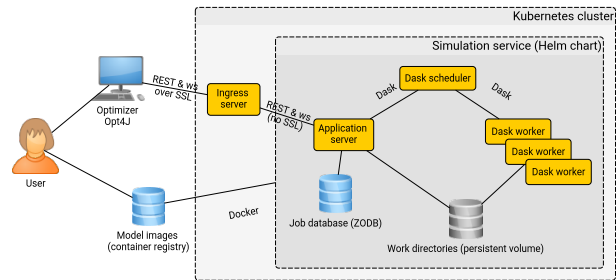 Kubernetes cluster
Simulation service (Helm chart)
Optimizer
Opt4J
REST & ws
over SSL
Ingress
server
REST & ws
(no SSL)
Application
server
Dask
Dask scheduler
Dask
Dask worker
Dask worker
Dask worker
User
Model images
(container registry)
Docker
Job database (ZODB)
Work directories (persistent volume)